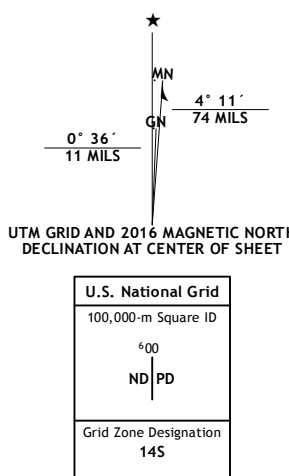 ★
MN
GN
4° 11´
74 MILS
0° 36´
11 MILS
UTM GRID AND 2016 MAGNETIC NORTH
DECLINATION AT CENTER OF SHEET
U.S. National Grid
100,000-m Square ID
⁶00
ND PD
Grid Zone Designation
14S